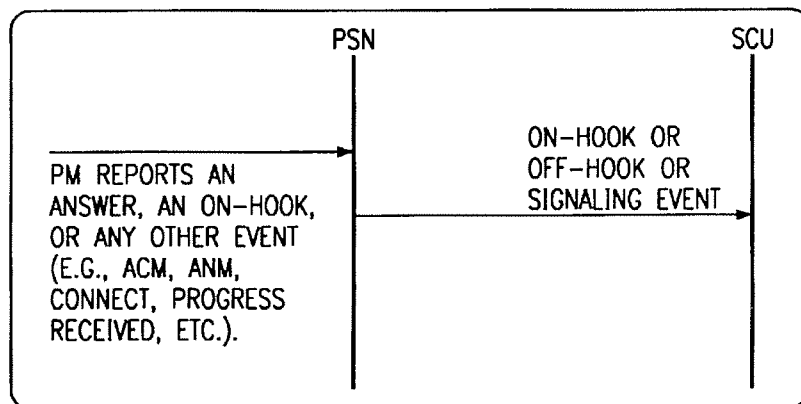 PSN
SCU
ON-HOOK OR
OFF-HOOK OR
SIGNALING EVENT
PM REPORTS AN
ANSWER, AN ON-HOOK,
OR ANY OTHER EVENT
(E.G., ACM, ANM,
CONNECT, PROGRESS
RECEIVED, ETC.).